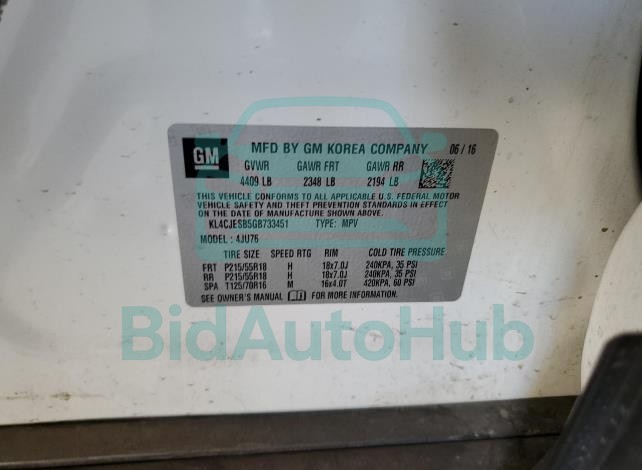 GM
MFD BY GM KOREA COMPANY 06/16
GVWR GAWR FRT GAWR RR
4409 LB 2348 LB 2194 LB
THIS VEHICLE CONFORMS TO ALL APPLICABLE U.S. FEDERAL MOTOR
VEHICLE SAFETY AND THEFT PREVENTION STANDARDS IN EFFECT ON THE
DATE OF MANUFACTURE SHOWN ABOVE.
KL4CJESB5GB733451 TYPE: MPV
MODEL: 4JU76
TIRE SIZE SPEED RTG RIM COLD TIRE PRESSURE
FRT P215/55R18 H 18x7.0J 240KPA, 35 PSI
RR P215/55R18 H 18x7.0J 240KPA, 35 PSI
SPA T125/70R16 M 16x4.0T 420KPA, 60 PSI
SEE OWNER'S MANUAL FOR MORE INFORMATION.
BidAutoHub